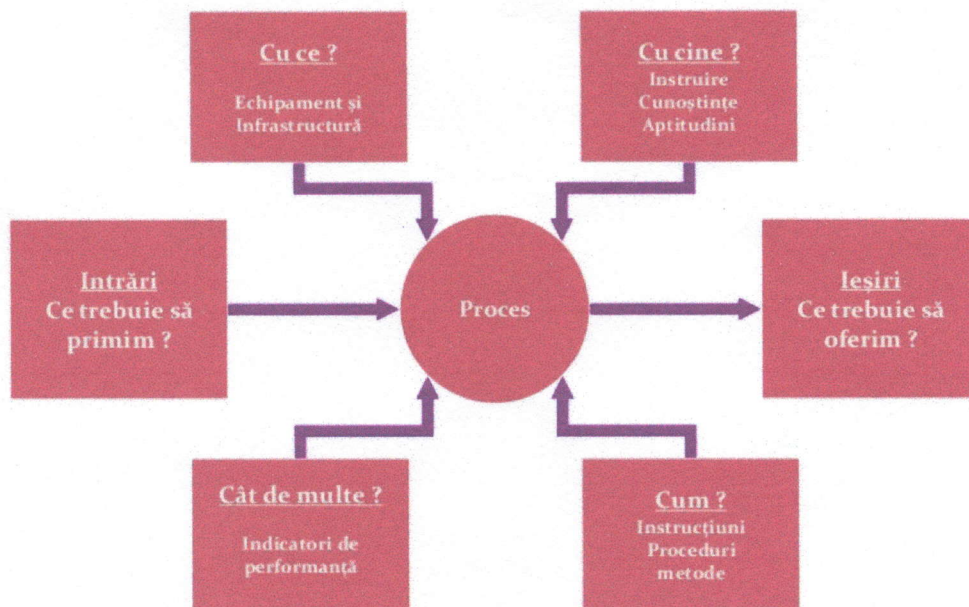 Cu ce ?
Echipament și
Infrastructură
Cu cine ?
Instruire
Cunoștințe
Aptitudini
Intrări
Ce trebuie să
primim ?
Proces
Ieșiri
Ce trebuie să
oferim ?
Cât de multe ?
Indicatori de
performanță
Cum ?
Instrucțiuni
Proceduri
metode